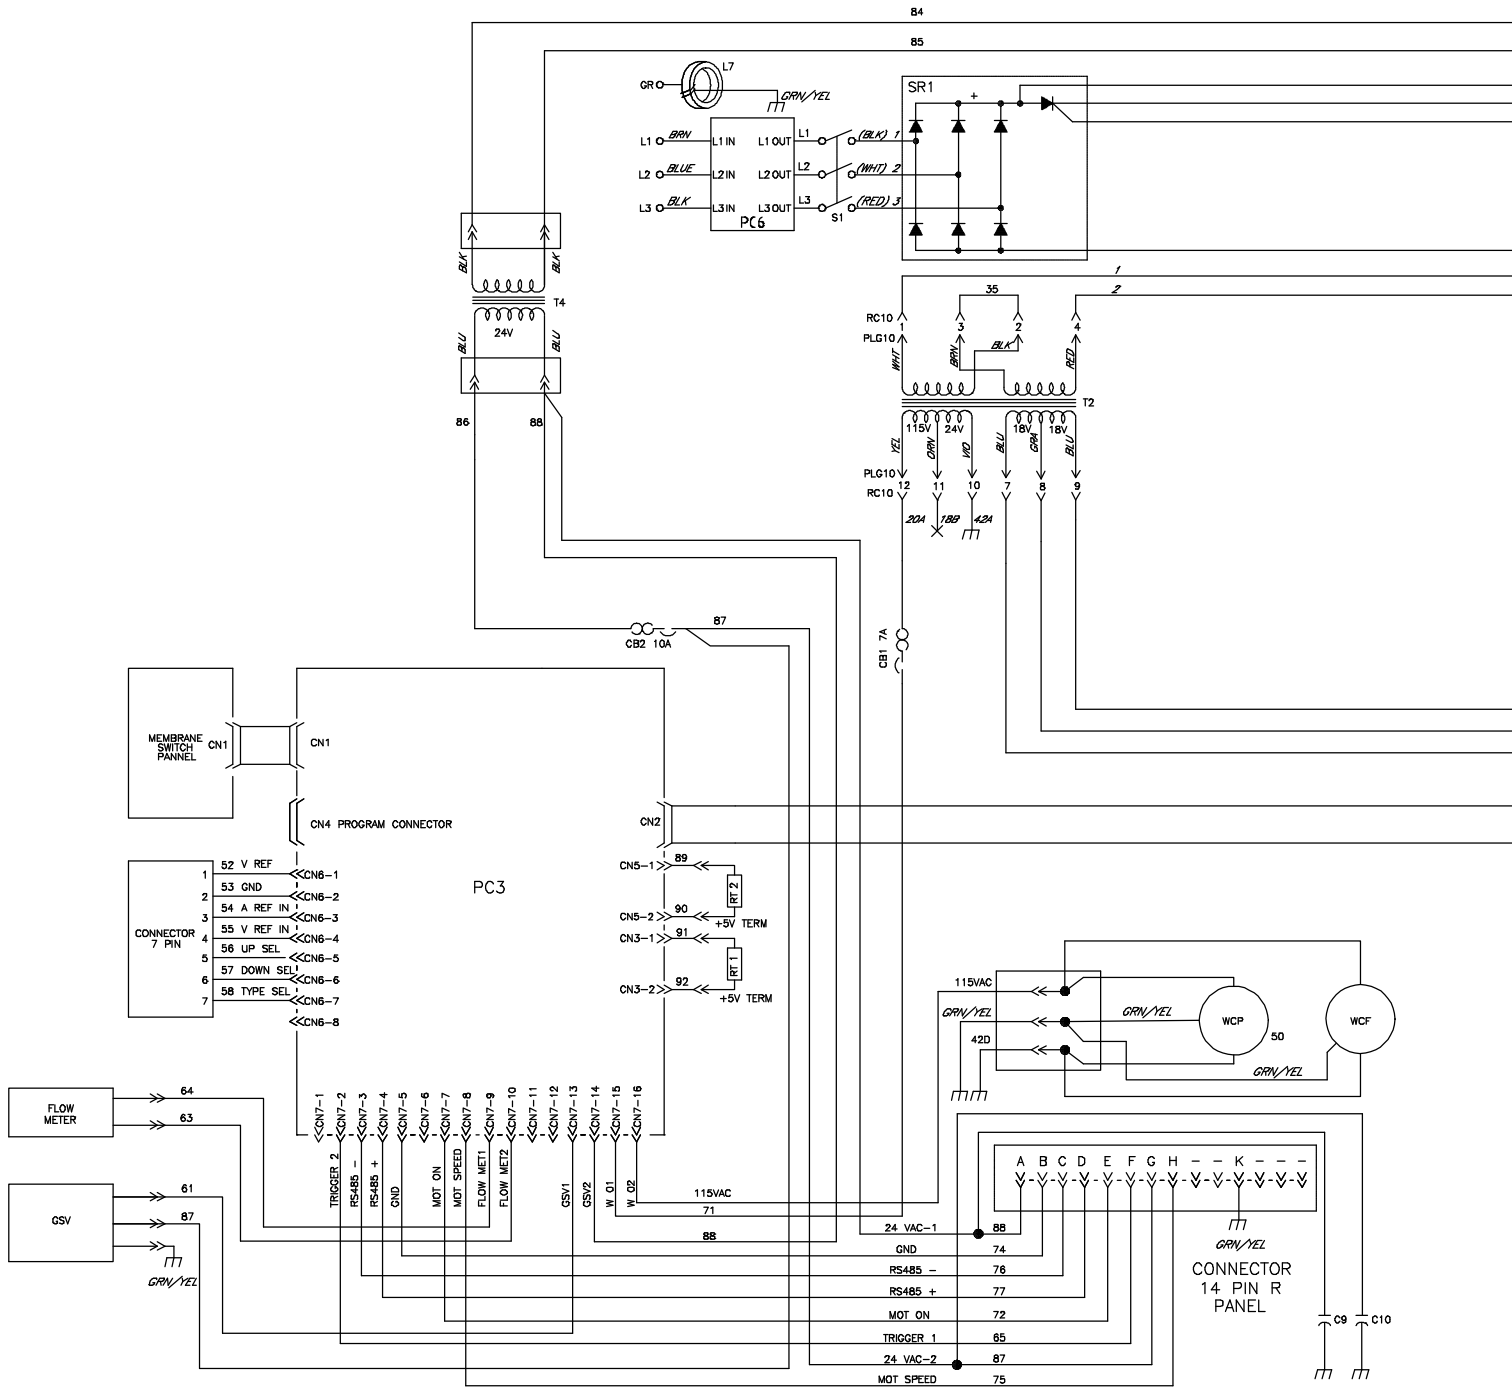 84
85
GR
L7
GRN/YEL
SR1
+
L1 BRN L1 IN L1 OUT L1 (BLK) 1
L2 BLUE L2 IN L2 OUT L2 (WHT) 2
L3 BLK L3 IN L3 OUT L3 (RED) 3
PC6
S1
BLK BLK
T4
24V
BLU BLU
86 88
1
2
35
RC10
1 3 2 4
PLG10
WHT BRN BLK RED
T2
115V 24V 18V 18V
YEL ORN VIO BLU GRA BLU
PLG10
12 11 10 7 8 9
RC10
20A 18B 42A
87
CB2 10A
CB1 7A
MEMBRANE
SWITCH
PANNEL
CN1
CN1
CN4 PROGRAM CONNECTOR
CN2
PC3
CONNECTOR
7 PIN
1 52 V REF CN6-1
2 53 GND CN6-2
3 54 A REF IN CN6-3
4 55 V REF IN CN6-4
5 56 UP SEL CN6-5
6 57 DOWN SEL CN6-6
7 58 TYPE SEL CN6-7
CN6-8
CN5-1 89
RT 2
CN5-2 90
+5V TERM
CN3-1 91
RT 1
CN3-2 92
+5V TERM
115VAC
GRN/YEL
42D
GRN/YEL
WCP
50
WCF
GRN/YEL
FLOW
METER
64
63
GSV
61
87
GRN/YEL
CN7-1
CN7-2
CN7-3
CN7-4
CN7-5
CN7-6
CN7-7
CN7-8
CN7-9
CN7-10
CN7-11
CN7-12
CN7-13
CN7-14
CN7-15
CN7-16
TRIGGER 2
RS485 -
RS485 +
GND
MOT ON
MOT SPEED
FLOW MET1
FLOW MET2
GSV1
GSV2
W 01
W 02
115VAC
71
88
A B C D E F G H - - K - - -
24 VAC-1 88
GND 74
RS485 - 76
RS485 + 77
MOT ON 72
TRIGGER 1 65
24 VAC-2 87
MOT SPEED 75
GRN/YEL
CONNECTOR
14 PIN R
PANEL
C9
C10